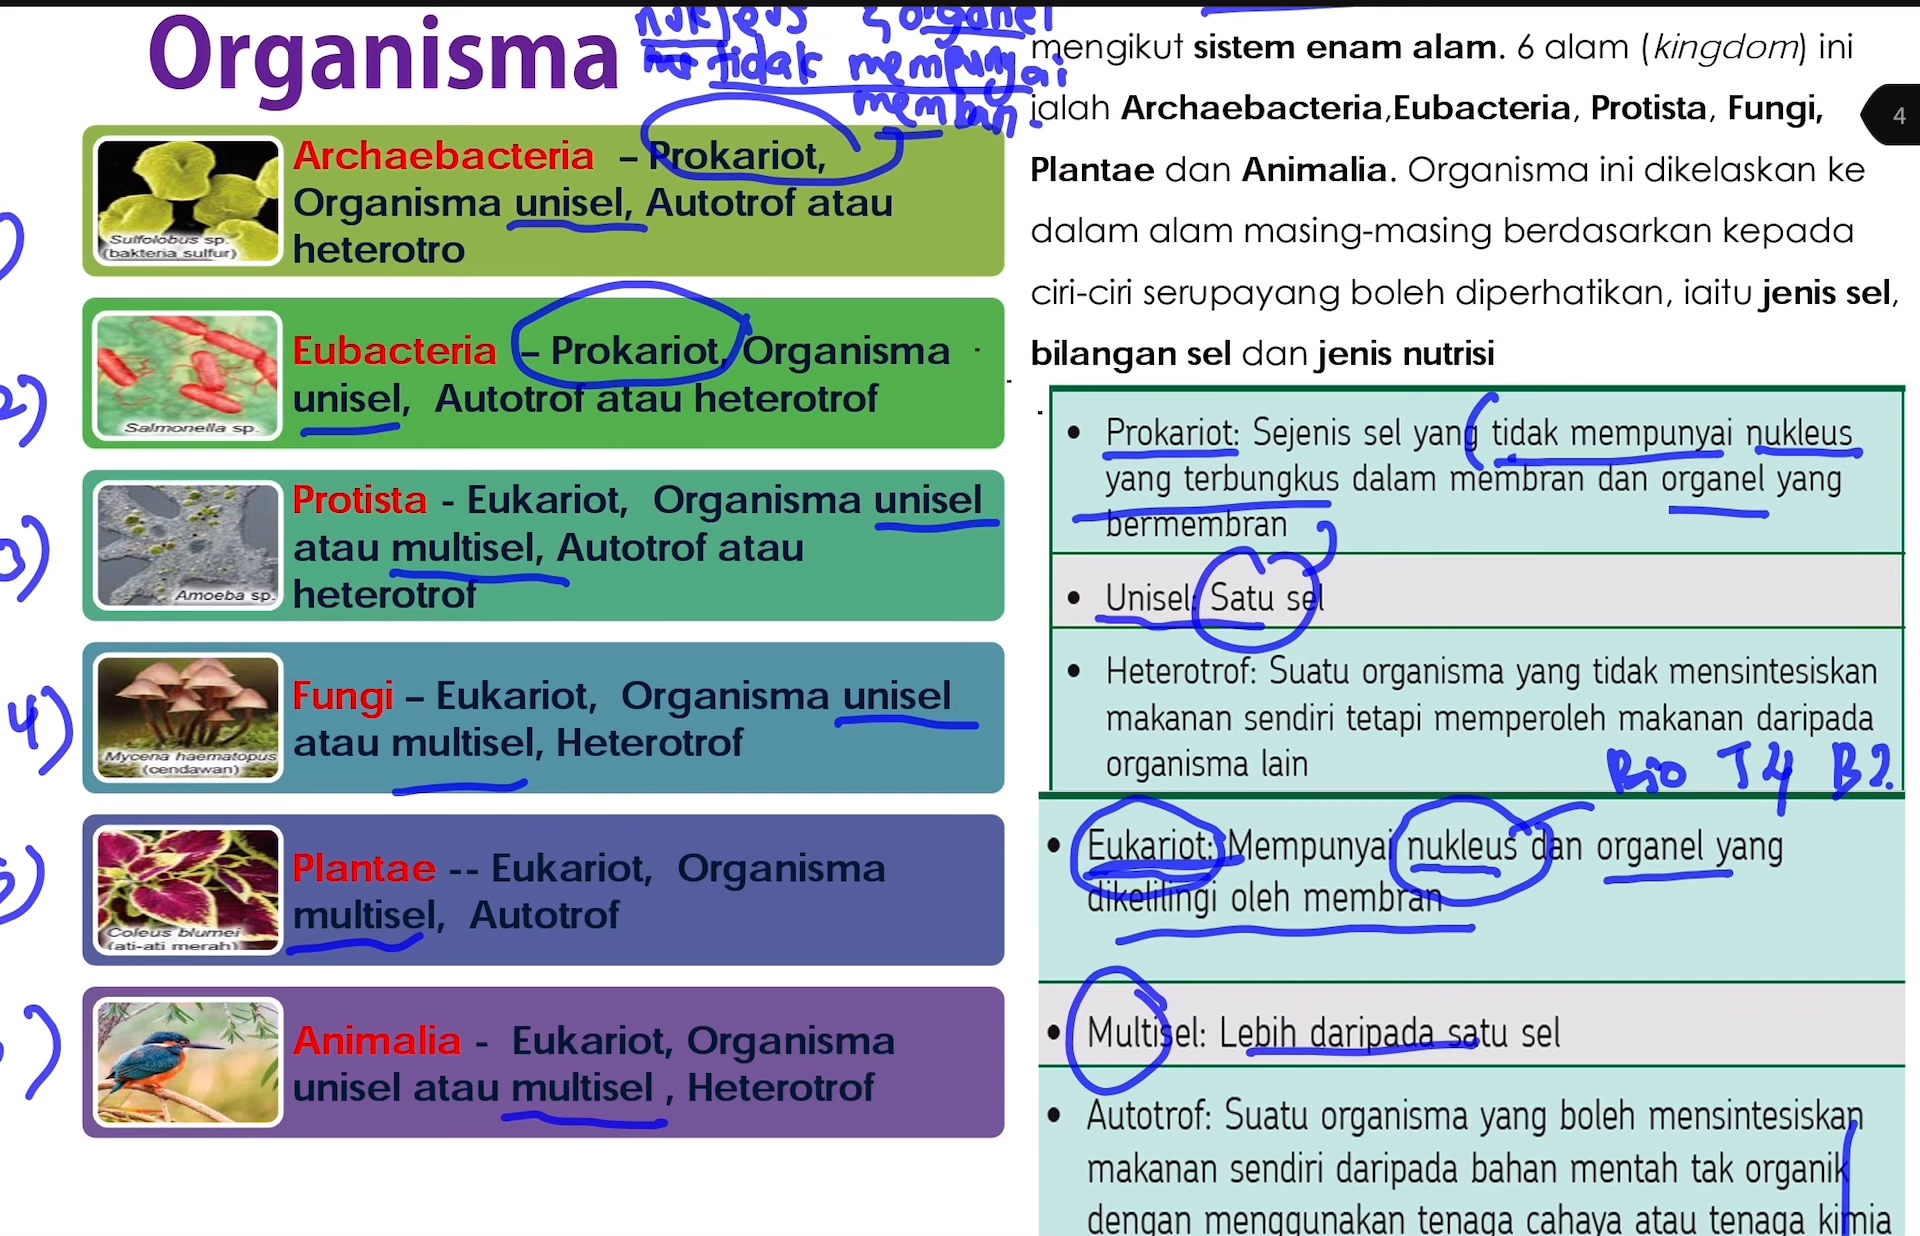 Organisma
nukleus & organel
tidak mempunyai
membran.
Archaebacteria – Prokariot,
Organisma unisel, Autotrof atau
heterotro
Sulfolobus sp.
(bakteria sulfur)
2)
Eubacteria – Prokariot, Organisma
unisel, Autotrof atau heterotrof
Salmonella sp.
3)
Protista - Eukariot, Organisma unisel
atau multisel, Autotrof atau
heterotrof
Amoeba sp.
4)
Fungi – Eukariot, Organisma unisel
atau multisel, Heterotrof
Mycena haematopus
(cendawan)
5)
Plantae -- Eukariot, Organisma
multisel, Autotrof
Coleus blumei
(ati-ati merah)
Animalia - Eukariot, Organisma
unisel atau multisel , Heterotrof
mengikut sistem enam alam. 6 alam (kingdom) ini
ialah Archaebacteria,Eubacteria, Protista, Fungi,
4
Plantae dan Animalia. Organisma ini dikelaskan ke
dalam alam masing-masing berdasarkan kepada
ciri-ciri serupayang boleh diperhatikan, iaitu jenis sel,
bilangan sel dan jenis nutrisi
• Prokariot: Sejenis sel yang tidak mempunyai nukleus
yang terbungkus dalam membran dan organel yang
bermembran
• Unisel: Satu sel
• Heterotrof: Suatu organisma yang tidak mensintesiskan
makanan sendiri tetapi memperoleh makanan daripada
organisma lain
Bio T4 B2
• Eukariot: Mempunyai nukleus dan organel yang
dikelilingi oleh membran
• Multisel: Lebih daripada satu sel
• Autotrof: Suatu organisma yang boleh mensintesiskan
makanan sendiri daripada bahan mentah tak organik
dengan menggunakan tenaga cahaya atau tenaga kimia